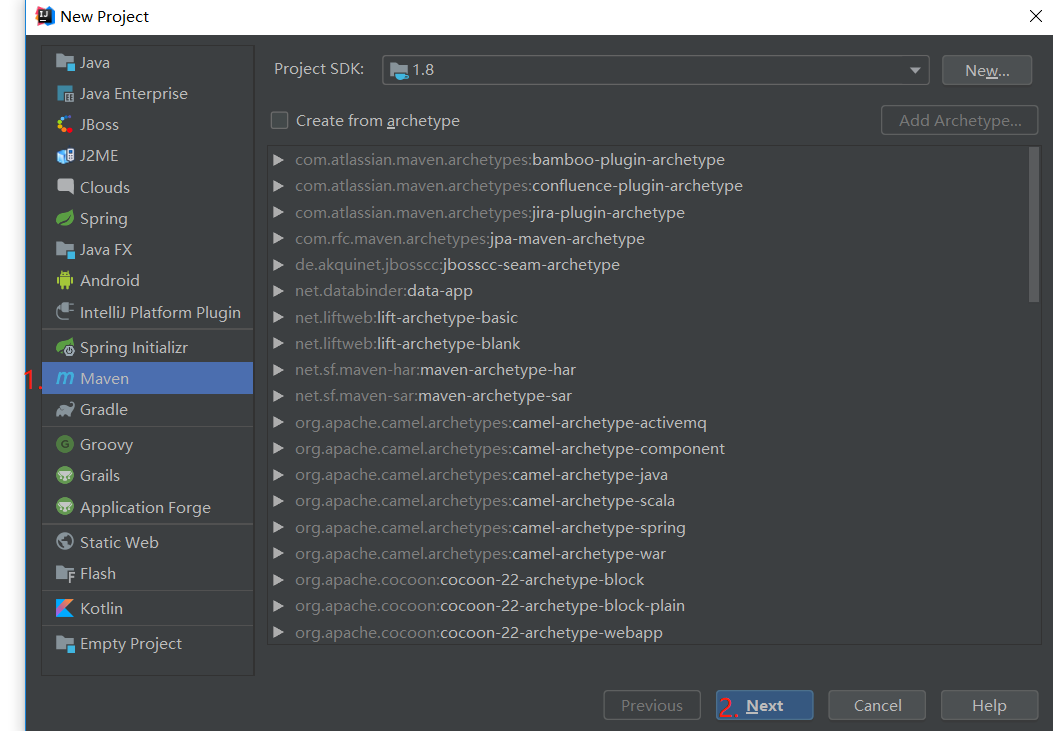 New Project
Java
Java Enterprise
JBoss
J2ME
Clouds
Spring
Java FX
Android
IntelliJ Platform Plugin
Spring Initializr
1. Maven
Gradle
Groovy
Grails
Application Forge
Static Web
Flash
Kotlin
Empty Project
Project SDK: 1.8 New...
Create from archetype Add Archetype...
com.atlassian.maven.archetypes:bamboo-plugin-archetype
com.atlassian.maven.archetypes:confluence-plugin-archetype
com.atlassian.maven.archetypes:jira-plugin-archetype
com.rfc.maven.archetypes:jpa-maven-archetype
de.akquinet.jbosscc:jbosscc-seam-archetype
net.databinder:data-app
net.liftweb:lift-archetype-basic
net.liftweb:lift-archetype-blank
net.sf.maven-har:maven-archetype-har
net.sf.maven-sar:maven-archetype-sar
org.apache.camel.archetypes:camel-archetype-activemq
org.apache.camel.archetypes:camel-archetype-component
org.apache.camel.archetypes:camel-archetype-java
org.apache.camel.archetypes:camel-archetype-scala
org.apache.camel.archetypes:camel-archetype-spring
org.apache.camel.archetypes:camel-archetype-war
org.apache.cocoon:cocoon-22-archetype-block
org.apache.cocoon:cocoon-22-archetype-block-plain
org.apache.cocoon:cocoon-22-archetype-webapp
Previous 2. Next Cancel Help